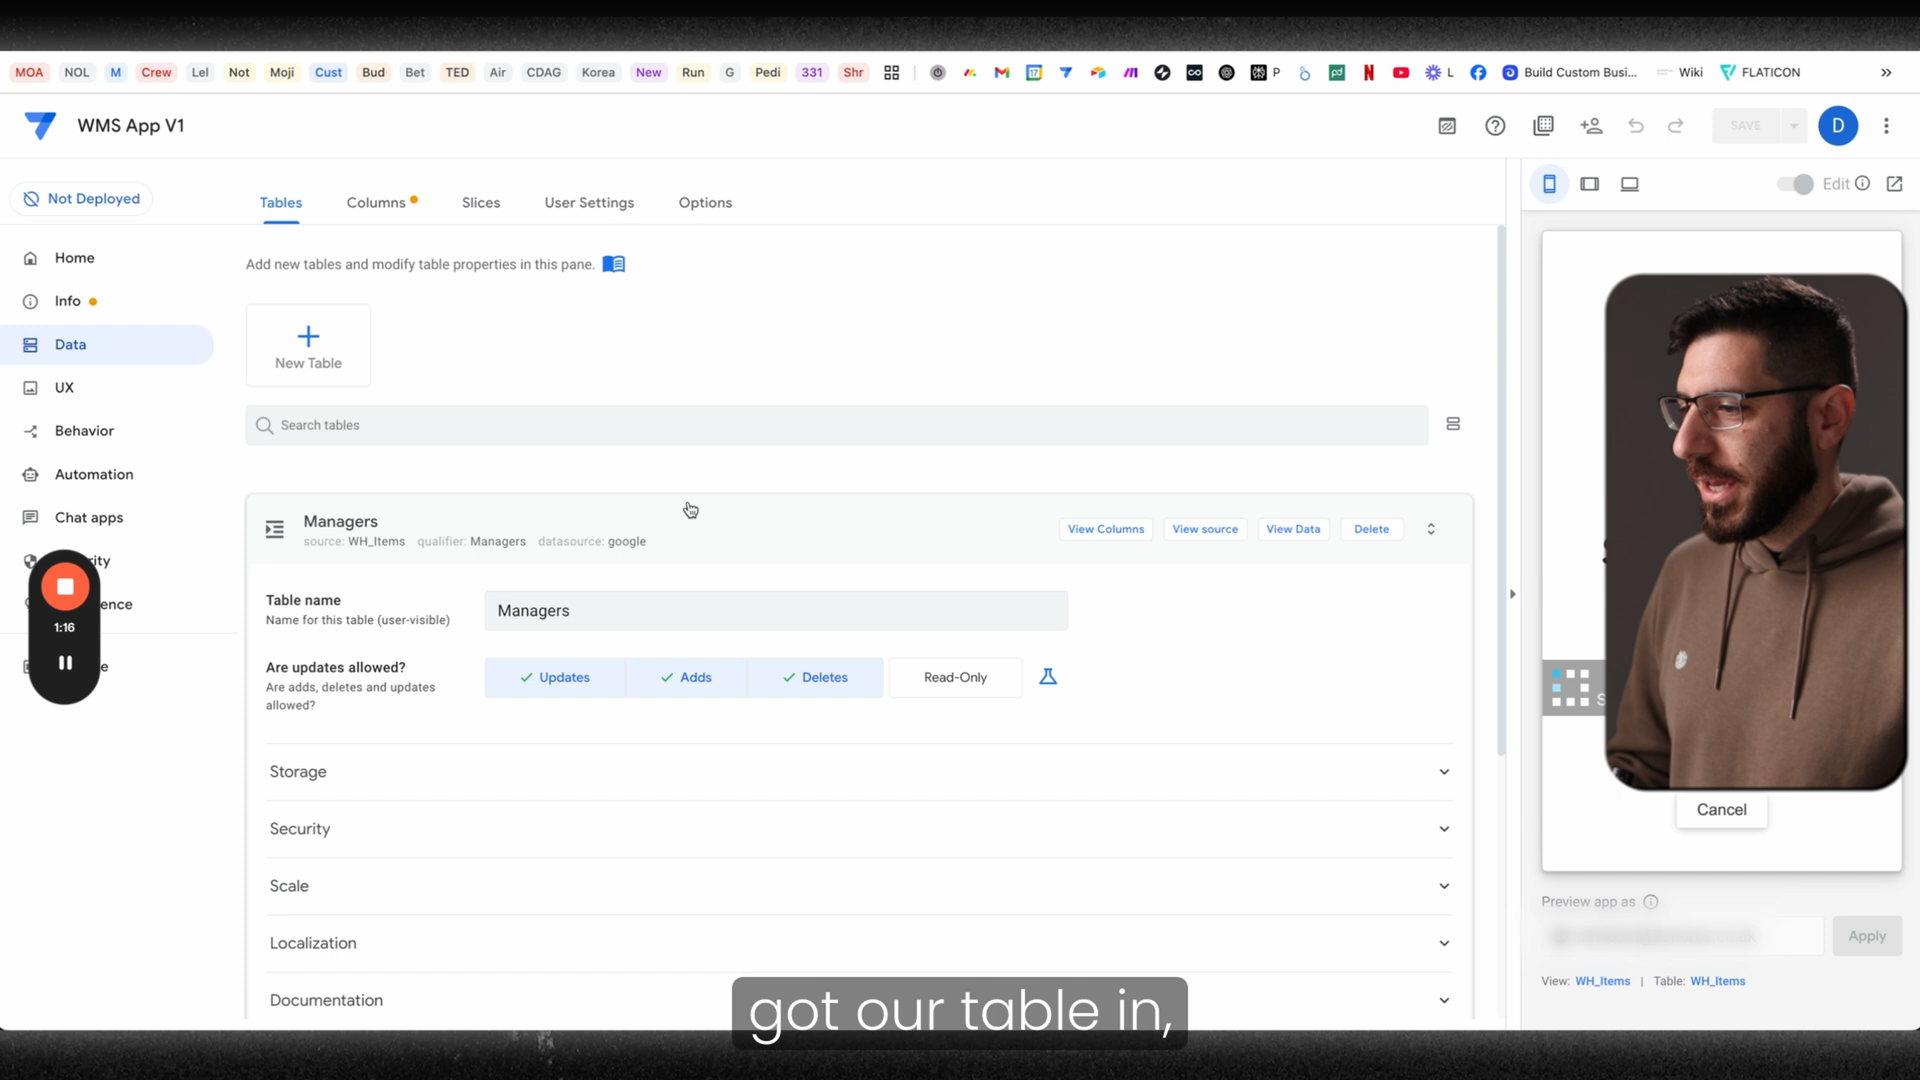 MOA NOL M Crew Lel Not Moji Cust Bud Bet TED Air CDAG Korea New Run G Pedi 331 Shr P L Build Custom Busi... Wiki FLATICON
WMS App V1
SAVE
D
Not Deployed
Tables Columns Slices User Settings Options
Edit
Home
Info
Data
UX
Behavior
Automation
Chat apps
rity
ence
e
1:16
Add new tables and modify table properties in this pane.
New Table
Search tables
Managers
source: WH_Items qualifier: Managers datasource: google
View Columns View source View Data Delete
Table name
Name for this table (user-visible)
Managers
Are updates allowed?
Are adds, deletes and updates
allowed?
Updates Adds Deletes Read-Only
Storage
Security
Scale
Localization
Documentation
S
Cancel
Preview app as
Apply
View: WH_Items | Table: WH_Items
got our table in,